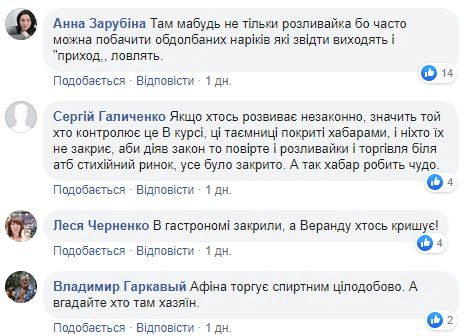 Анна Зарубіна Там мабудь не тільки розливайка бо часто
можна побачити обдолбаних наріків які звідти виходять і
"приход,, ловлять.
14
Подобається · Відповісти · 1 дн.
Сергій Галиченко Якщо хтось розвиває незаконно, значить той
хто контролює це В курсі, ці таємниці покриті хабарами, і ніхто їх
не закриє, аби діяв закон то повірте і розливайки і торгівля біля
атб стихійний ринок, усе було закрито. А так хабар робить чудо.
4
Подобається · Відповісти · 1 дн.
Леся Черненко В гастрономі закрили, а Веранду хтось кришує!
4
Подобається · Відповісти · 1 дн.
Владимир Гаркавый Афіна торгує спиртним цілодобово. А
вгадайте хто там хазяїн.
2
Подобається · Відповісти · 1 дн.